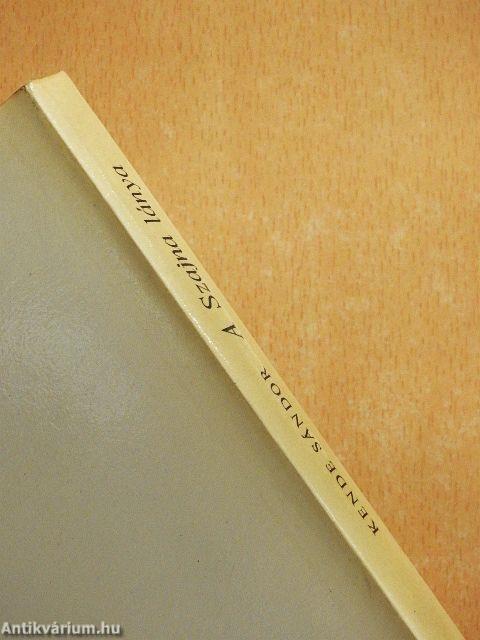 KENDE SÁNDOR A Szajna lánya
Antikvárium.hu